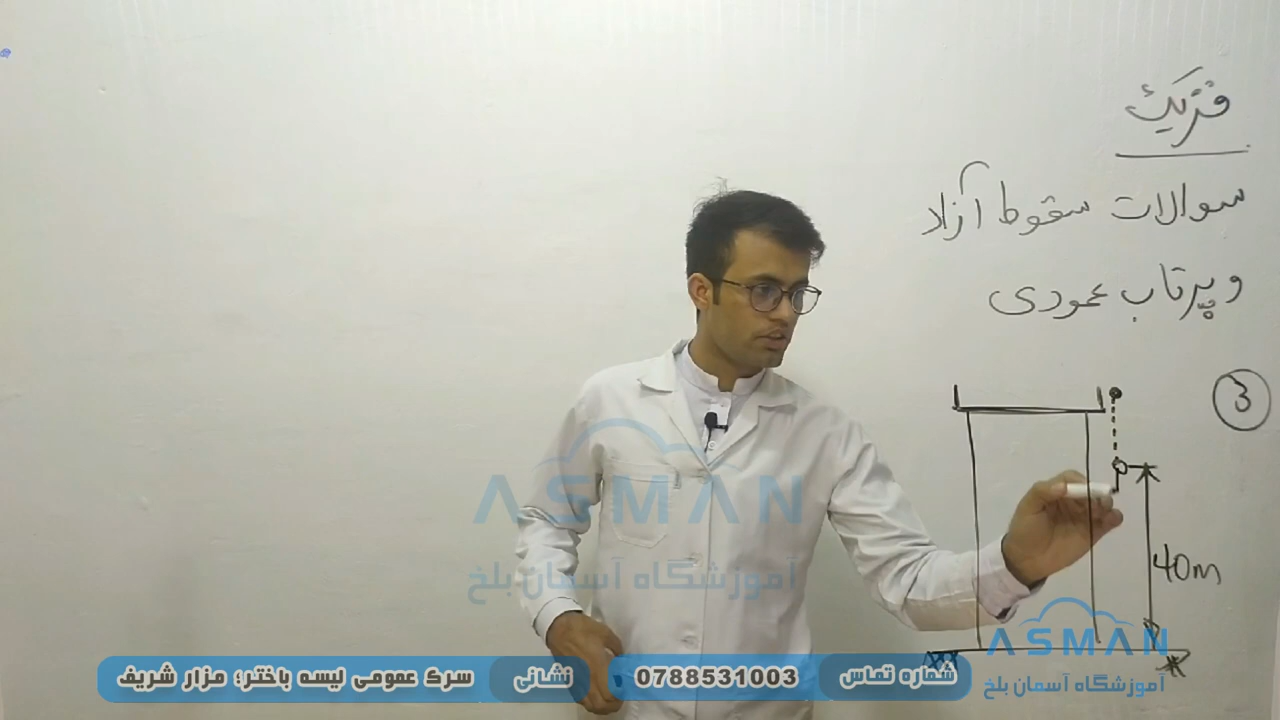 فزیک
سوالات سقوط آزاد
و پرتاب عمودی
3
40m
ASMAN
آموزشگاه آسمان بلخ
ASMAN
آموزشگاه آسمان بلخ
شماره تماس 0788531003 نشانی سرک عمومی لیسه باختر؛ مزار شریف